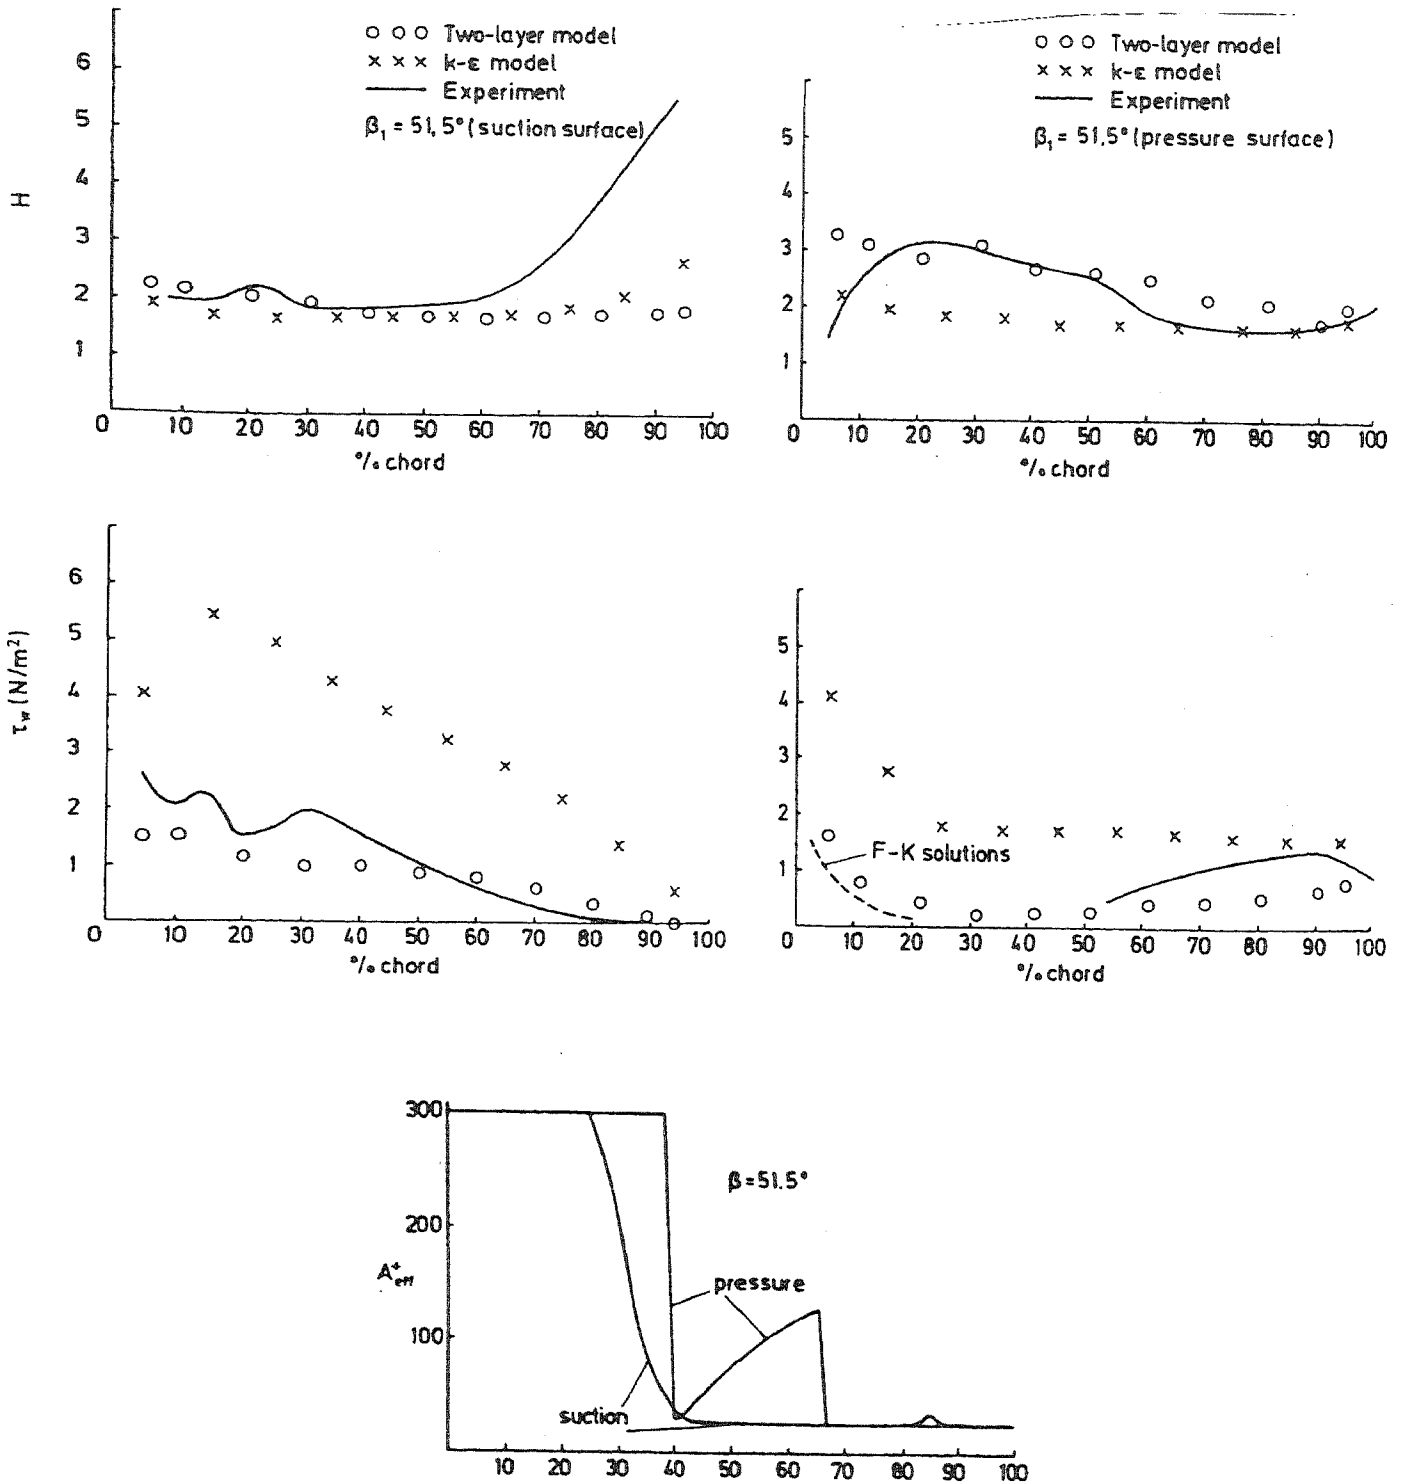 o o o Two-layer model
x x x k-ε model
Experiment
β₁ = 51,5° (suction surface)
H
6
5
4
3
2
1
0 10 20 30 40 50 60 70 80 90 100
% chord
o o o Two-layer model
x x x k-ε model
Experiment
β₁ = 51.5° (pressure surface)
5
4
3
2
1
0 10 20 30 40 50 60 70 80 90 100
% chord
τw (N/m²)
6
5
4
3
2
1
0 10 20 30 40 50 60 70 80 90 100
% chord
5
4
3
2
1
F-K solutions
0 10 20 30 40 50 60 70 80 90 100
% chord
300
200
100
A⁺eff
β=51.5°
pressure
suction
10 20 30 40 50 60 70 80 90 100